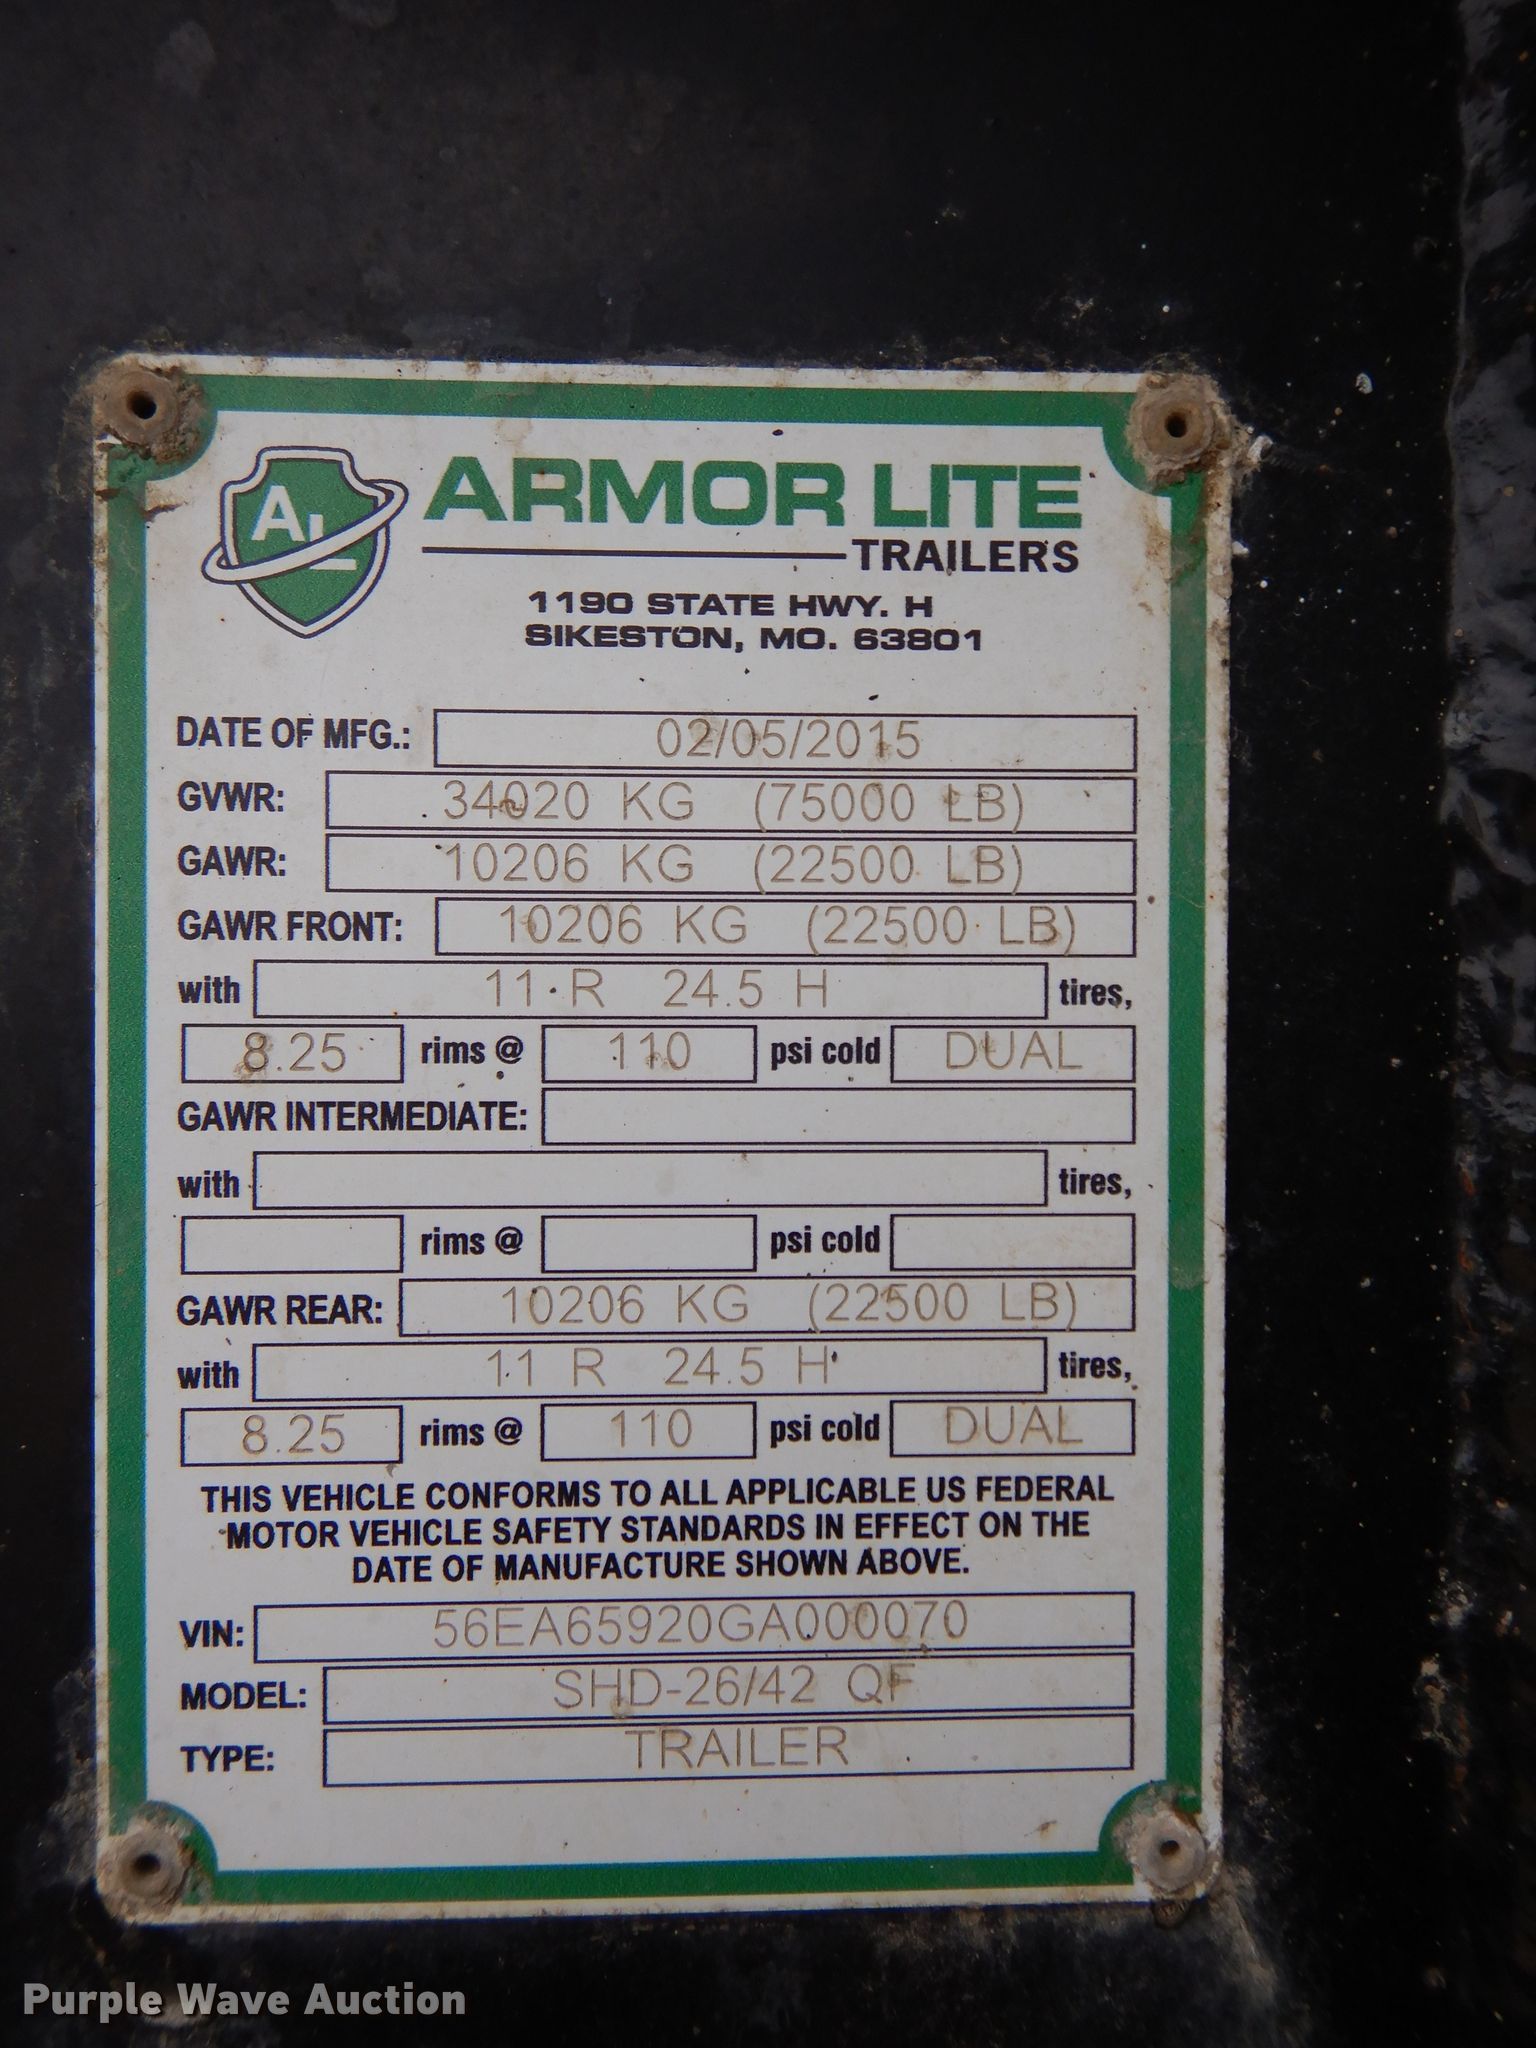 AL
ARMOR LITE
TRAILERS
1190 STATE HWY. H
SIKESTON, MO. 63801
DATE OF MFG.: 02/05/2015
GVWR: 34020 KG (75000 LB)
GAWR: 10206 KG (22500 LB)
GAWR FRONT: 10206 KG (22500 LB)
with 11 R 24.5 H tires,
8.25 rims @ 110 psi cold DUAL
GAWR INTERMEDIATE:
with tires,
rims @ psi cold
GAWR REAR: 10206 KG (22500 LB)
with 11 R 24.5 H tires,
8.25 rims @ 110 psi cold DUAL
THIS VEHICLE CONFORMS TO ALL APPLICABLE US FEDERAL
MOTOR VEHICLE SAFETY STANDARDS IN EFFECT ON THE
DATE OF MANUFACTURE SHOWN ABOVE.
VIN: 56EA65920GA000070
MODEL: SHD-26/42 QF
TYPE: TRAILER
Purple Wave Auction